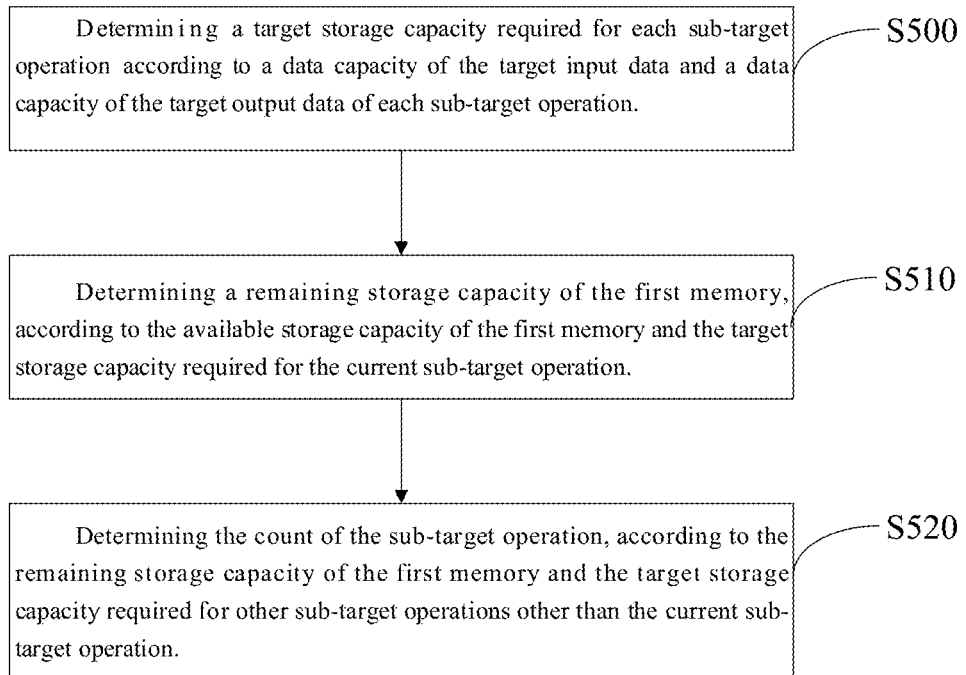 Determining a target storage capacity required for each sub-target
operation according to a data capacity of the target input data and a data
capacity of the target output data of each sub-target operation.
S500
Determining a remaining storage capacity of the first memory,
according to the available storage capacity of the first memory and the target
storage capacity required for the current sub-target operation.
S510
Determining the count of the sub-target operation, according to the
remaining storage capacity of the first memory and the target storage
capacity required for other sub-target operations other than the current sub-
target operation.
S520